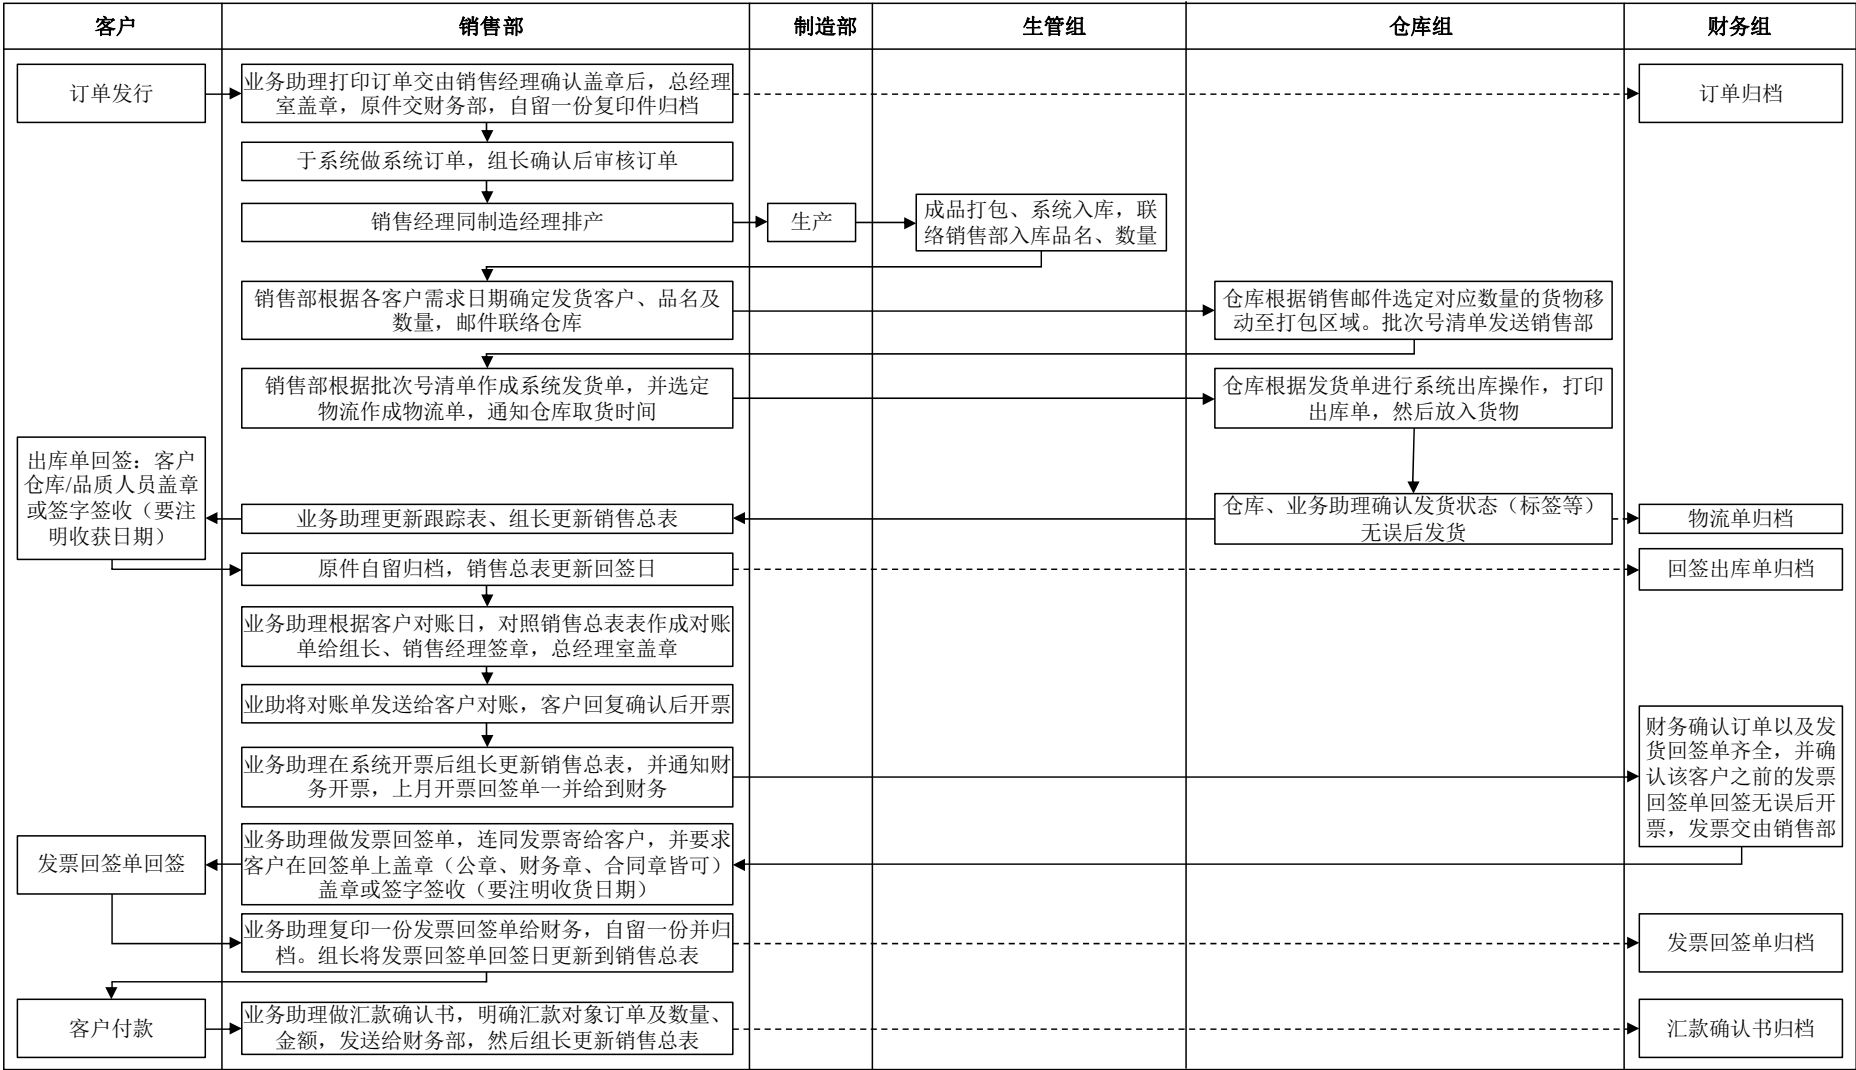 客户
销售部
制造部
生管组
仓库组
财务组
订单发行
业务助理打印订单交由销售经理确认盖章后，总经理
室盖章，原件交财务部，自留一份复印件归档
订单归档
于系统做系统订单，组长确认后审核订单
销售经理同制造经理排产
生产
成品打包、系统入库，联
络销售部入库品名、数量
销售部根据各客户需求日期确定发货客户、品名及
数量，邮件联络仓库
仓库根据销售邮件选定对应数量的货物移
动至打包区域。批次号清单发送销售部
销售部根据批次号清单作成系统发货单，并选定
物流作成物流单，通知仓库取货时间
仓库根据发货单进行系统出库操作，打印
出库单，然后放入货物
出库单回签：客户
仓库/品质人员盖章
或签字签收（要注
明收获日期）
业务助理更新跟踪表、组长更新销售总表
仓库、业务助理确认发货状态（标签等）
无误后发货
物流单归档
原件自留归档，销售总表更新回签日
回签出库单归档
业务助理根据客户对账日，对照销售总表表作成对账
单给组长、销售经理签章，总经理室盖章
业助将对账单发送给客户对账，客户回复确认后开票
业务助理在系统开票后组长更新销售总表，并通知财
务开票，上月开票回签单一并给到财务
财务确认订单以及发
货回签单齐全，并确
认该客户之前的发票
回签单回签无误后开
票，发票交由销售部
发票回签单回签
业务助理做发票回签单，连同发票寄给客户，并要求
客户在回签单上盖章（公章、财务章、合同章皆可）
盖章或签字签收（要注明收货日期）
业务助理复印一份发票回签单给财务，自留一份并归
档。组长将发票回签单回签日更新到销售总表
发票回签单归档
客户付款
业务助理做汇款确认书，明确汇款对象订单及数量、
金额，发送给财务部，然后组长更新销售总表
汇款确认书归档